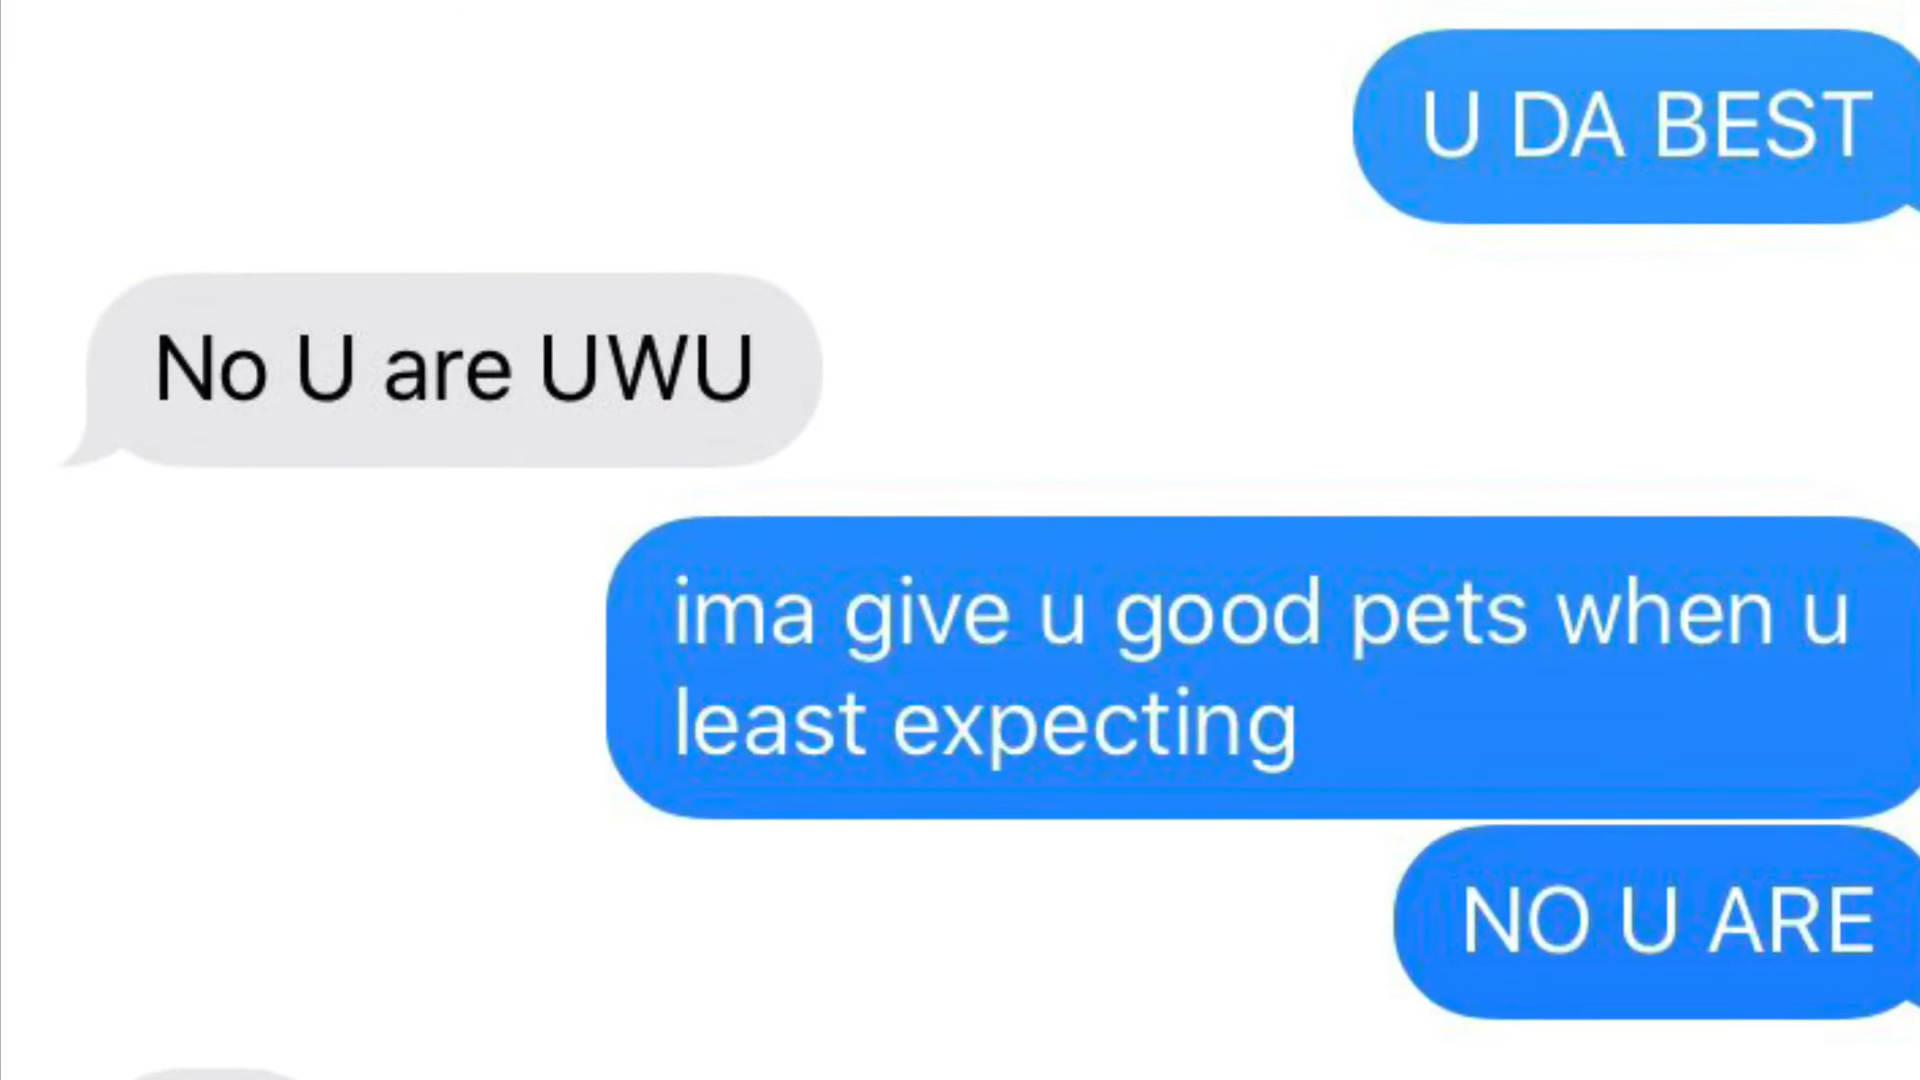 U DA BEST
No U are UWU
ima give u good pets when u
least expecting
NO U ARE